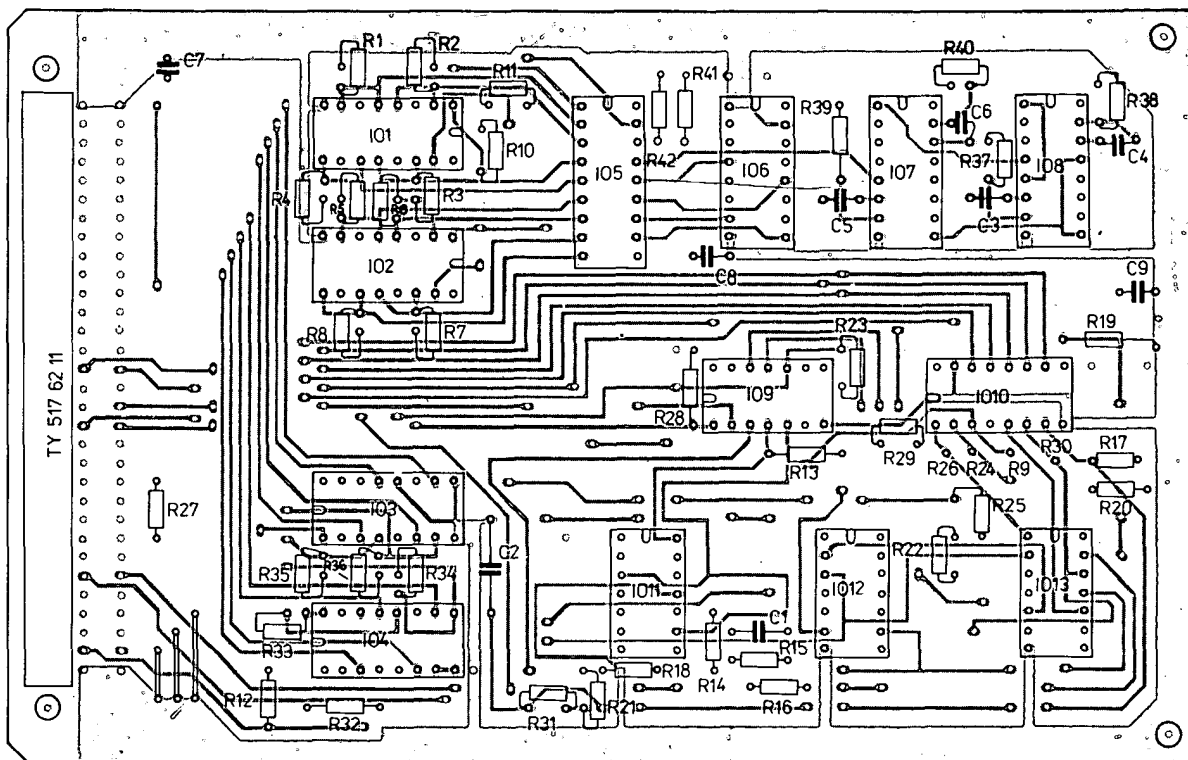 R40
R1
R2
C7
R11
R41
R39
C6
R38
IO1
R10
R42
IO5
IO6
IO7
R37
IO8
C4
R4
R5
R6
R3
C5
C3
IO2
C8
C9
R8
R7
R23
R19
TY 517 62 11
IO9
IO10
R28
R29
R13
R26
R24
R9
R30
R17
R27
IO3
R25
R20
C2
R22
R35
R36
R34
IO11
IO12
IO13
C1
R33
IO4
R15
R18
R14
R12
R32
R31
R21
R16